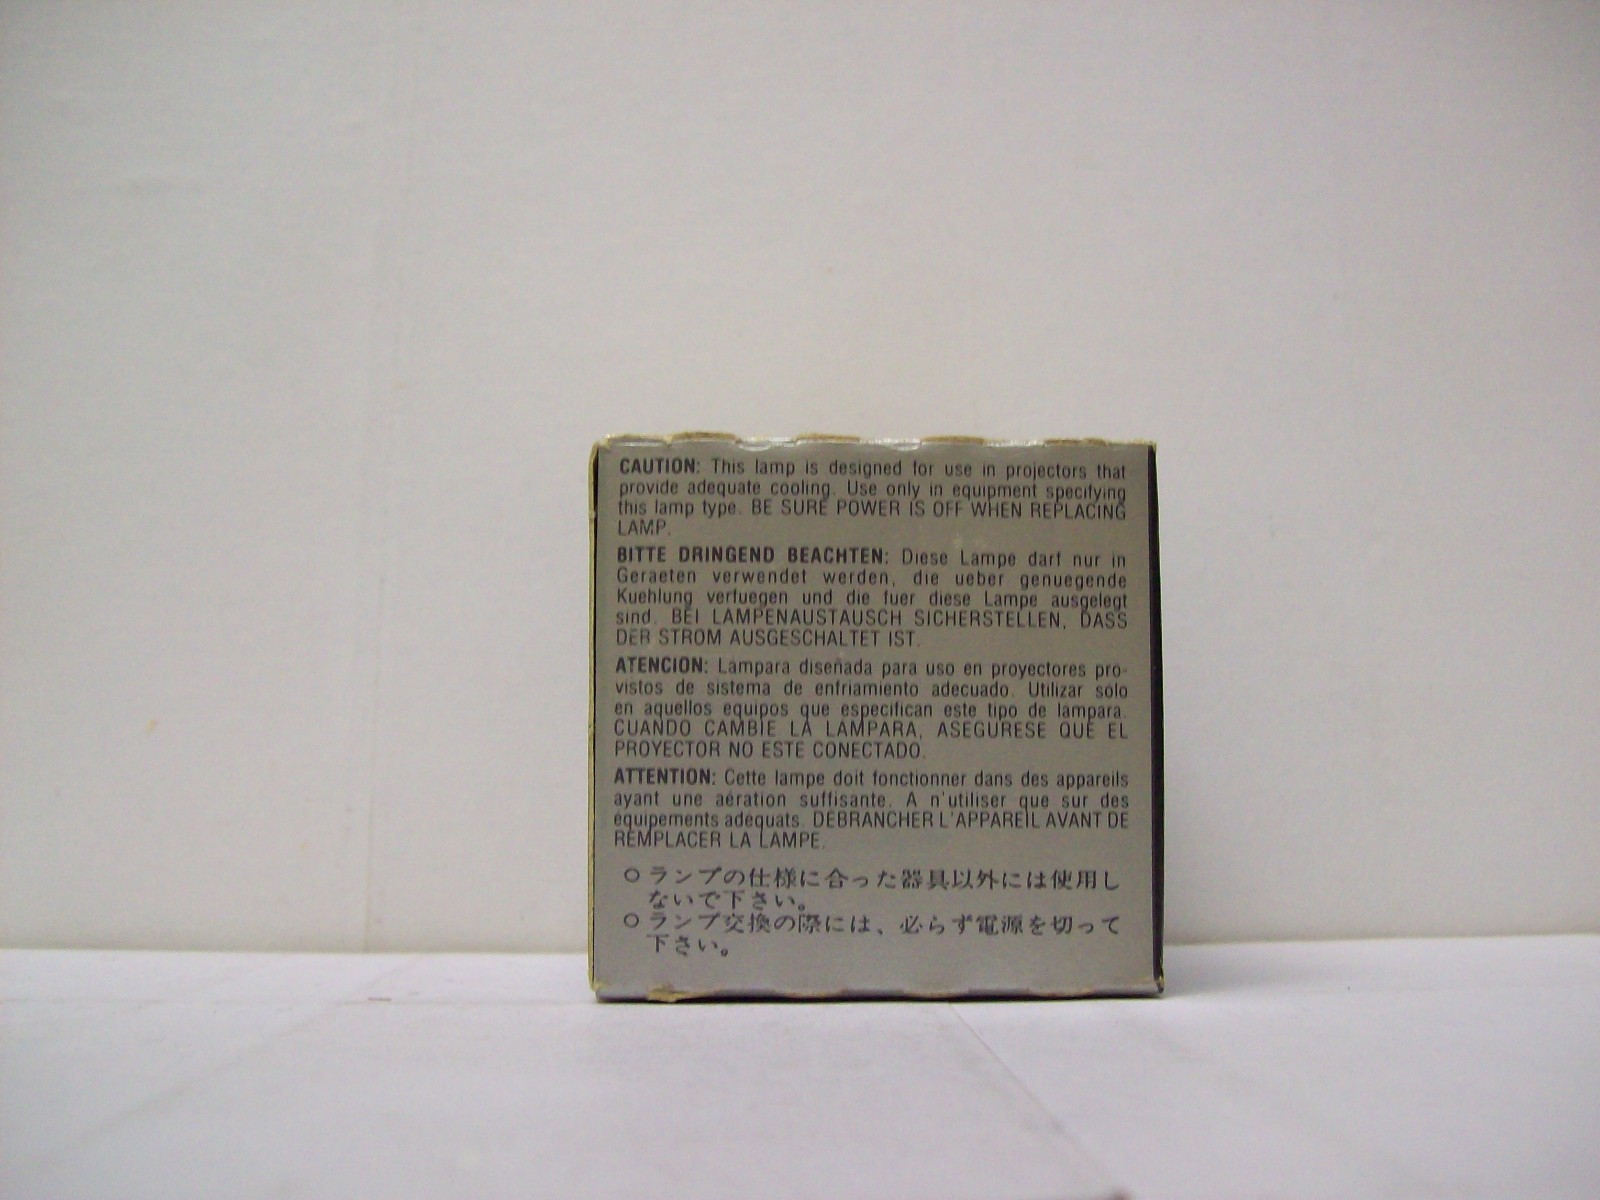 CAUTION: This lamp is designed for use in projectors that
provide adequate cooling. Use only in equipment specifying
this lamp type. BE SURE POWER IS OFF WHEN REPLACING
LAMP.
BITTE DRINGEND BEACHTEN: Diese Lampe darf nur in
Geraeten verwendet werden, die ueber genuegende
Kuehlung verfuegen und die fuer diese Lampe ausgelegt
sind. BEI LAMPENAUSTAUSCH SICHERSTELLEN, DASS
DER STROM AUSGESCHALTET IST.
ATENCION: Lámpara diseñada para uso en proyectores pro-
vistos de sistema de enfriamiento adecuado. Utilizar sólo
en aquellos equipos que especifican este tipo de lámpara.
CUANDO CAMBIE LA LAMPARA, ASEGURESE QUE EL
PROYECTOR NO ESTE CONECTADO.
ATTENTION: Cette lampe doit fonctionner dans des appareils
ayant une aération suffisante. A n'utiliser que sur des
équipements adéquats. DEBRANCHER L'APPAREIL AVANT DE
REMPLACER LA LAMPE.
○ランプの仕様に合った器具以外には使用し
ないで下さい。
○ランプ交換の際には、必らず電源を切って
下さい。